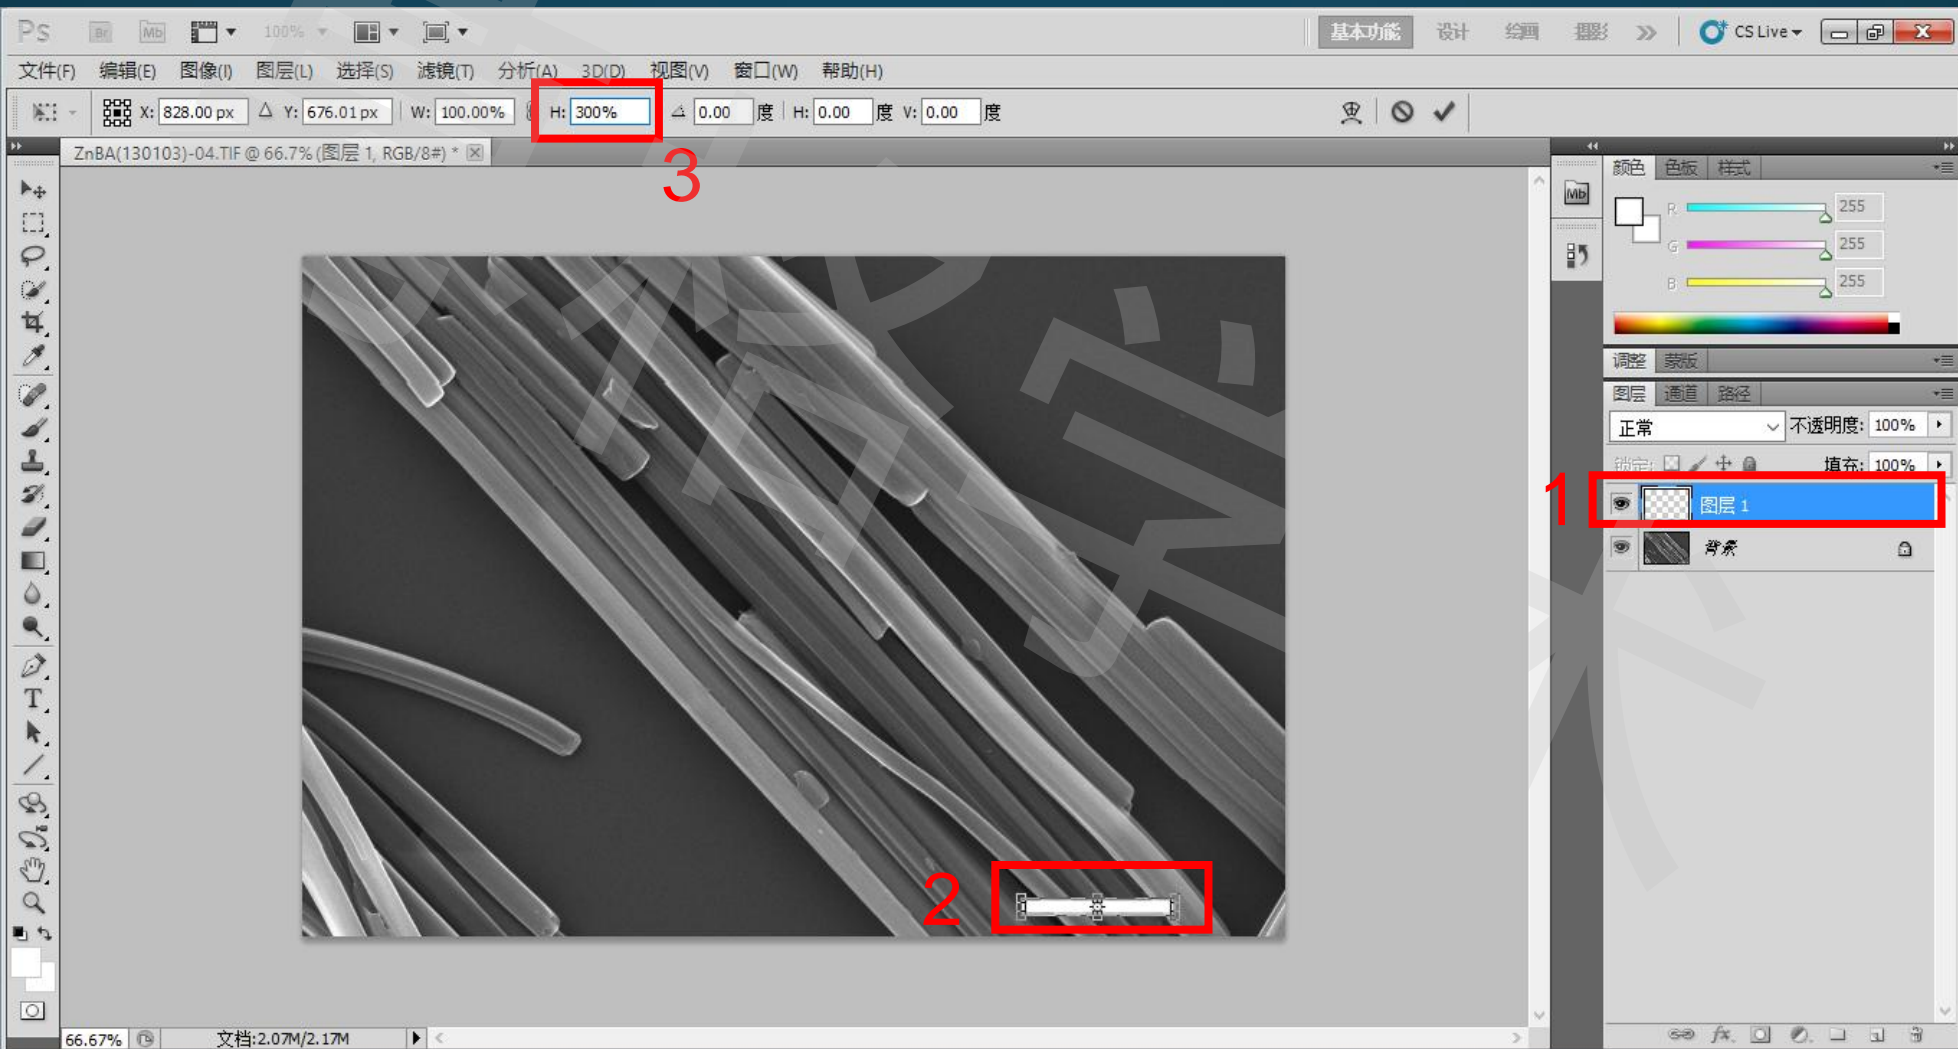 Ps Br Mb 100% 基本功能 设计 绘画 摄影 CS Live
文件(F) 编辑(E) 图像(I) 图层(L) 选择(S) 滤镜(T) 分析(A) 3D(D) 视图(V) 窗口(W) 帮助(H)
X: 828.00 px Y: 676.01 px W: 100.00% H: 300% 0.00 度 H: 0.00 度 V: 0.00 度
ZnBA(130103)-04.TIF @ 66.7% (图层 1, RGB/8#) *
3
颜色 色板 样式
Mb
R 255
G 255
B 255
调整 蒙版
图层 通道 路径
正常 不透明度: 100%
锁定: 填充: 100%
1
图层 1
背景
2
66.67% 文档:2.07M/2.17M